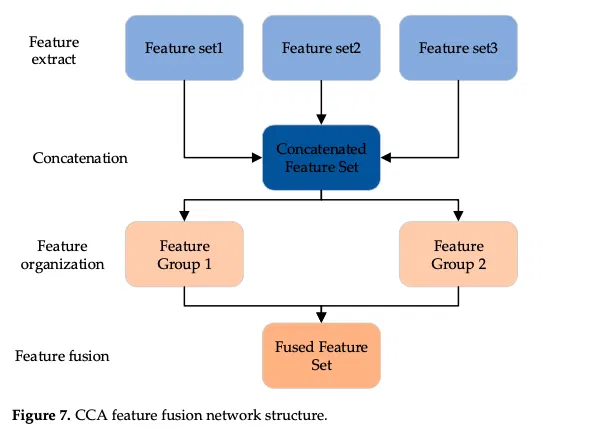 Feature
extract
Feature set1
Feature set2
Feature set3
Concatenation
Concatenated
Feature Set
Feature
organization
Feature
Group 1
Feature
Group 2
Feature fusion
Fused Feature
Set
Figure 7. CCA feature fusion network structure.